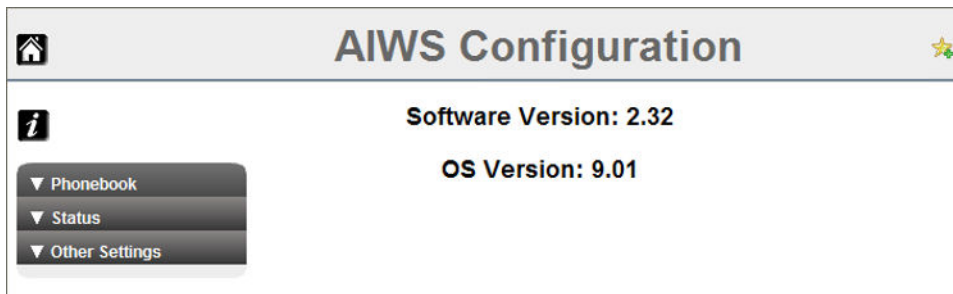 AIWS Configuration
Software Version: 2.32
OS Version: 9.01
▼ Phonebook
▼ Status
▼ Other Settings